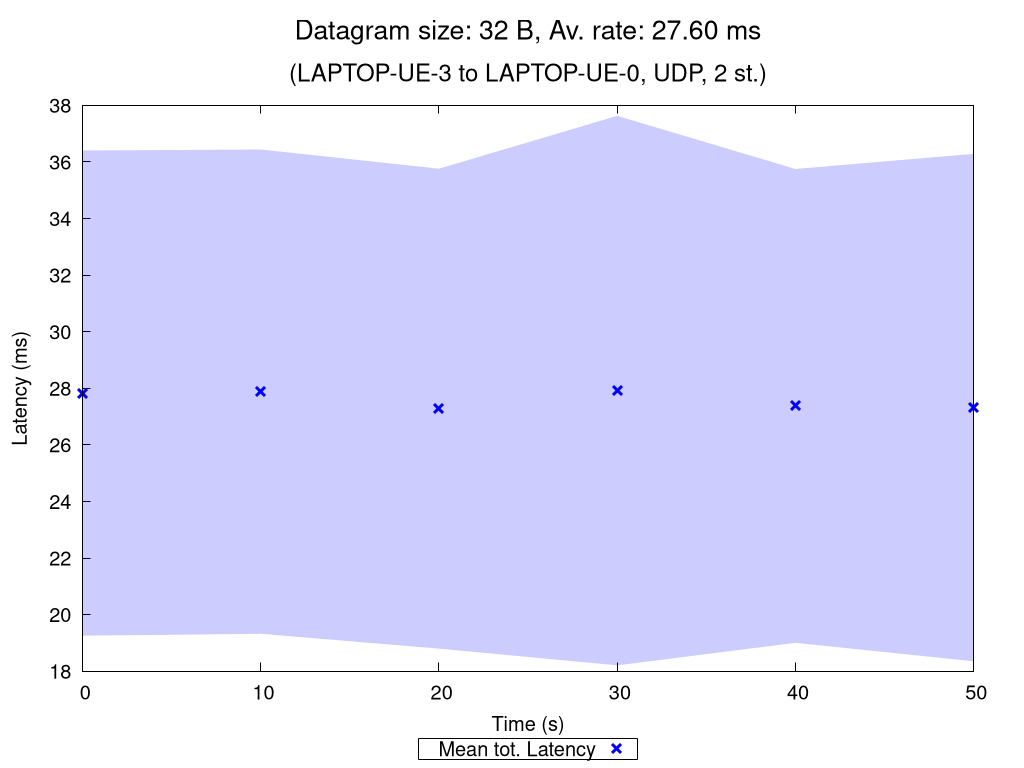 Datagram size: 32 B, Av. rate: 27.60 ms
(LAPTOP-UE-3 to LAPTOP-UE-0, UDP, 2 st.)
38
36
34
32
30
28
26
24
22
20
18
Latency (ms)
0 10 20 30 40 50
Time (s)
Mean tot. Latency